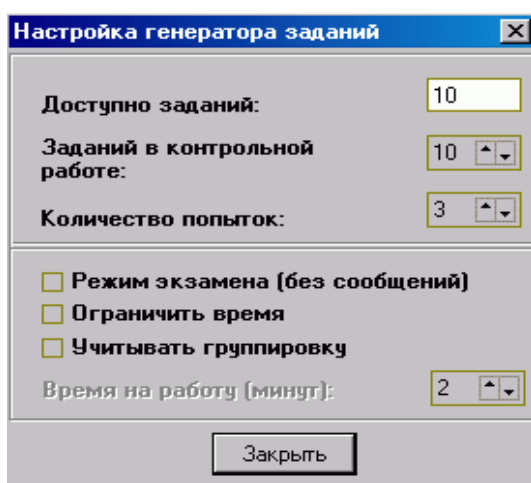 Настройка генератора заданий
Доступно заданий:
10
Заданий в контрольной
работе:
10
Количество попыток:
3
Режим экзамена (без сообщений)
Ограничить время
Учитывать группировку
Время на работу (минут):
2
Закрыть